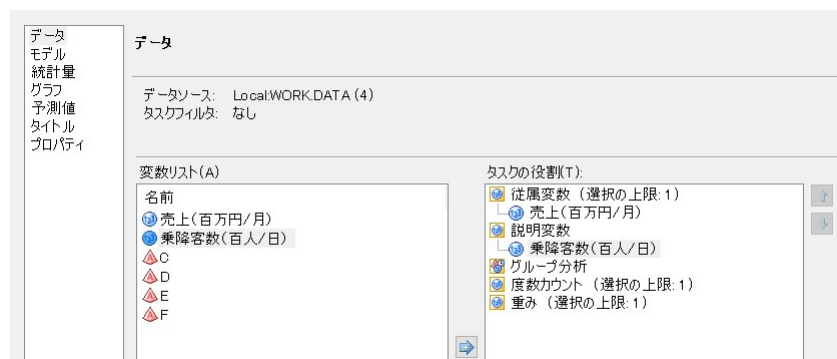 データ
モデル
統計量
グラフ
予測値
タイトル
プロパティ
データ
データソース: Local:WORK.DATA (4)
タスクフィルタ: なし
変数リスト(A)
名前
売上(百万円/月)
乗降客数(百人/日)
C
D
E
F
タスクの役割(T):
従属変数 (選択の上限:1)
売上(百万円/月)
説明変数
乗降客数(百人/日)
グループ分析
度数カウント (選択の上限:1)
重み (選択の上限:1)